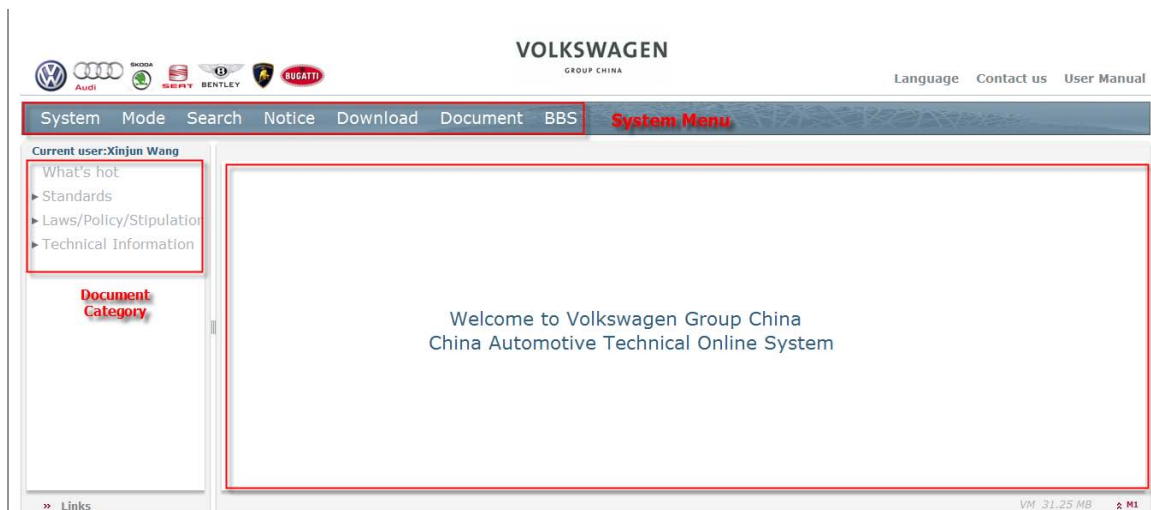 VOLKSWAGEN
GROUP CHINA
Audi
SKODA
SEAT
BENTLEY
BUGATTI
Language Contact us User Manual
System Mode Search Notice Download Document BBS System Menu
Current user:Xinjun Wang
What's hot
Standards
Laws/Policy/Stipulation
Technical Information
Document
Category
Welcome to Volkswagen Group China
China Automotive Technical Online System
» Links
VM 31.25 MB M1